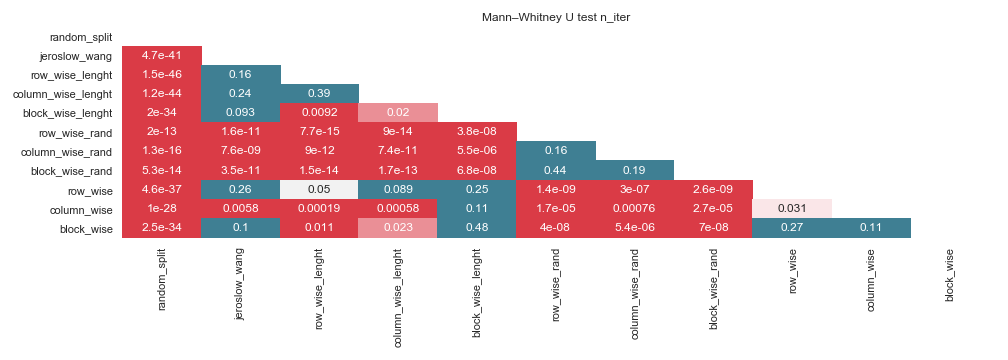 Mann–Whitney U test n_iter
random_split
jeroslow_wang 4.7e-41
row_wise_lenght 1.5e-46 0.16
column_wise_lenght 1.2e-44 0.24 0.39
block_wise_lenght 2e-34 0.093 0.0092 0.02
row_wise_rand 2e-13 1.6e-11 7.7e-15 9e-14 3.8e-08
column_wise_rand 1.3e-16 7.6e-09 9e-12 7.4e-11 5.5e-06 0.16
block_wise_rand 5.3e-14 3.5e-11 1.5e-14 1.7e-13 6.8e-08 0.44 0.19
row_wise 4.6e-37 0.26 0.05 0.089 0.25 1.4e-09 3e-07 2.6e-09
column_wise 1e-28 0.0058 0.00019 0.00058 0.11 1.7e-05 0.00076 2.7e-05 0.031
block_wise 2.5e-34 0.1 0.011 0.023 0.48 4e-08 5.4e-06 7e-08 0.27 0.11
random_split
jeroslow_wang
row_wise_lenght
column_wise_lenght
block_wise_lenght
row_wise_rand
column_wise_rand
block_wise_rand
row_wise
column_wise
block_wise